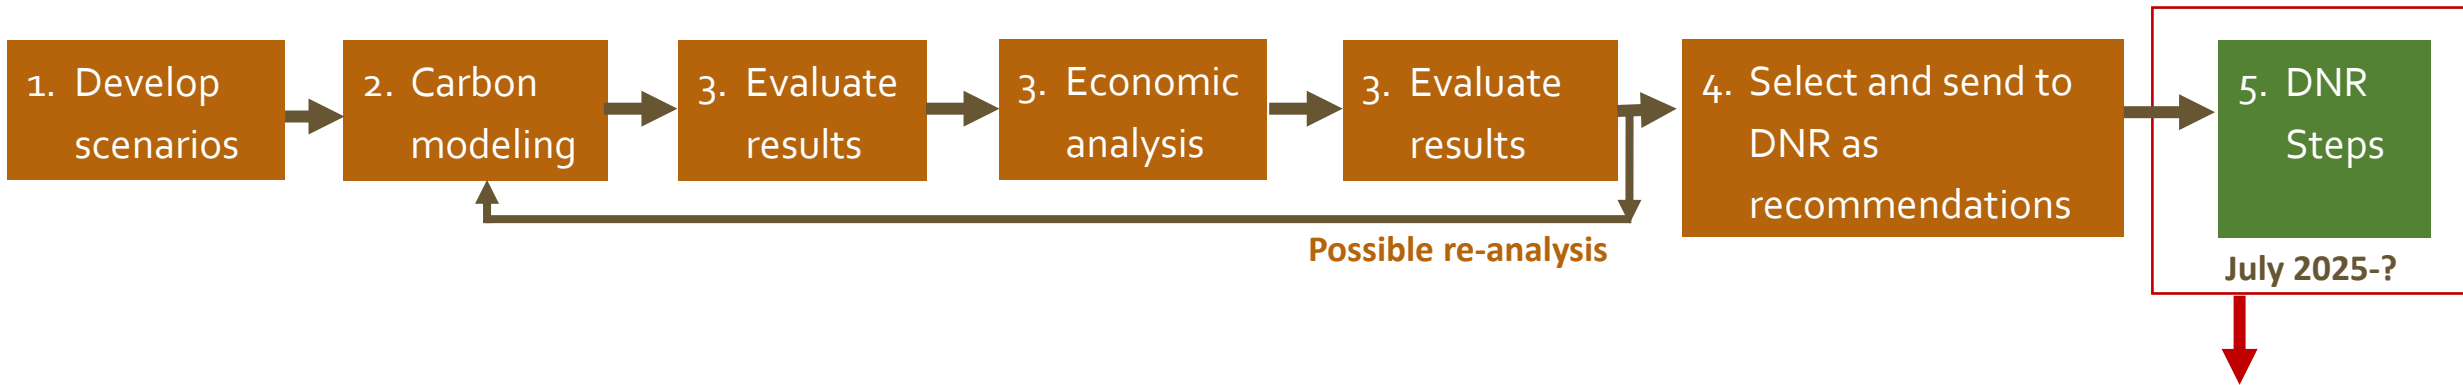 1. Develop
scenarios
2. Carbon
modeling
3. Evaluate
results
3. Economic
analysis
3. Evaluate
results
4. Select and send to
DNR as
recommendations
5. DNR
Steps
Possible re-analysis
July 2025-?